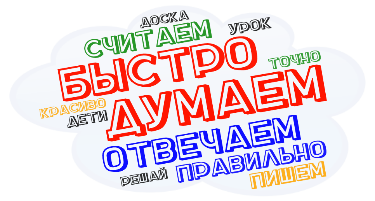 ДОСКА
СЧИТАЕМ УРОК
БЫСТРО
ТОЧНО
КРАСИВО ДУМАЕМ
ДЕТИ
ОТВЕЧАЕМ
РЕШАЙ ПРАВИЛЬНО
ПИШЕМ